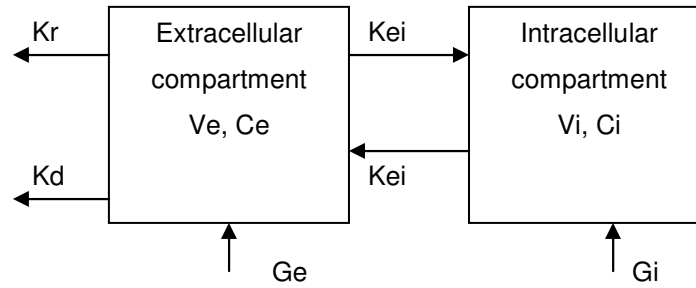 Kr
Extracellular
compartment
Ve, Ce
Kei
Intracellular
compartment
Vi, Ci
Kd
Kei
Ge
Gi